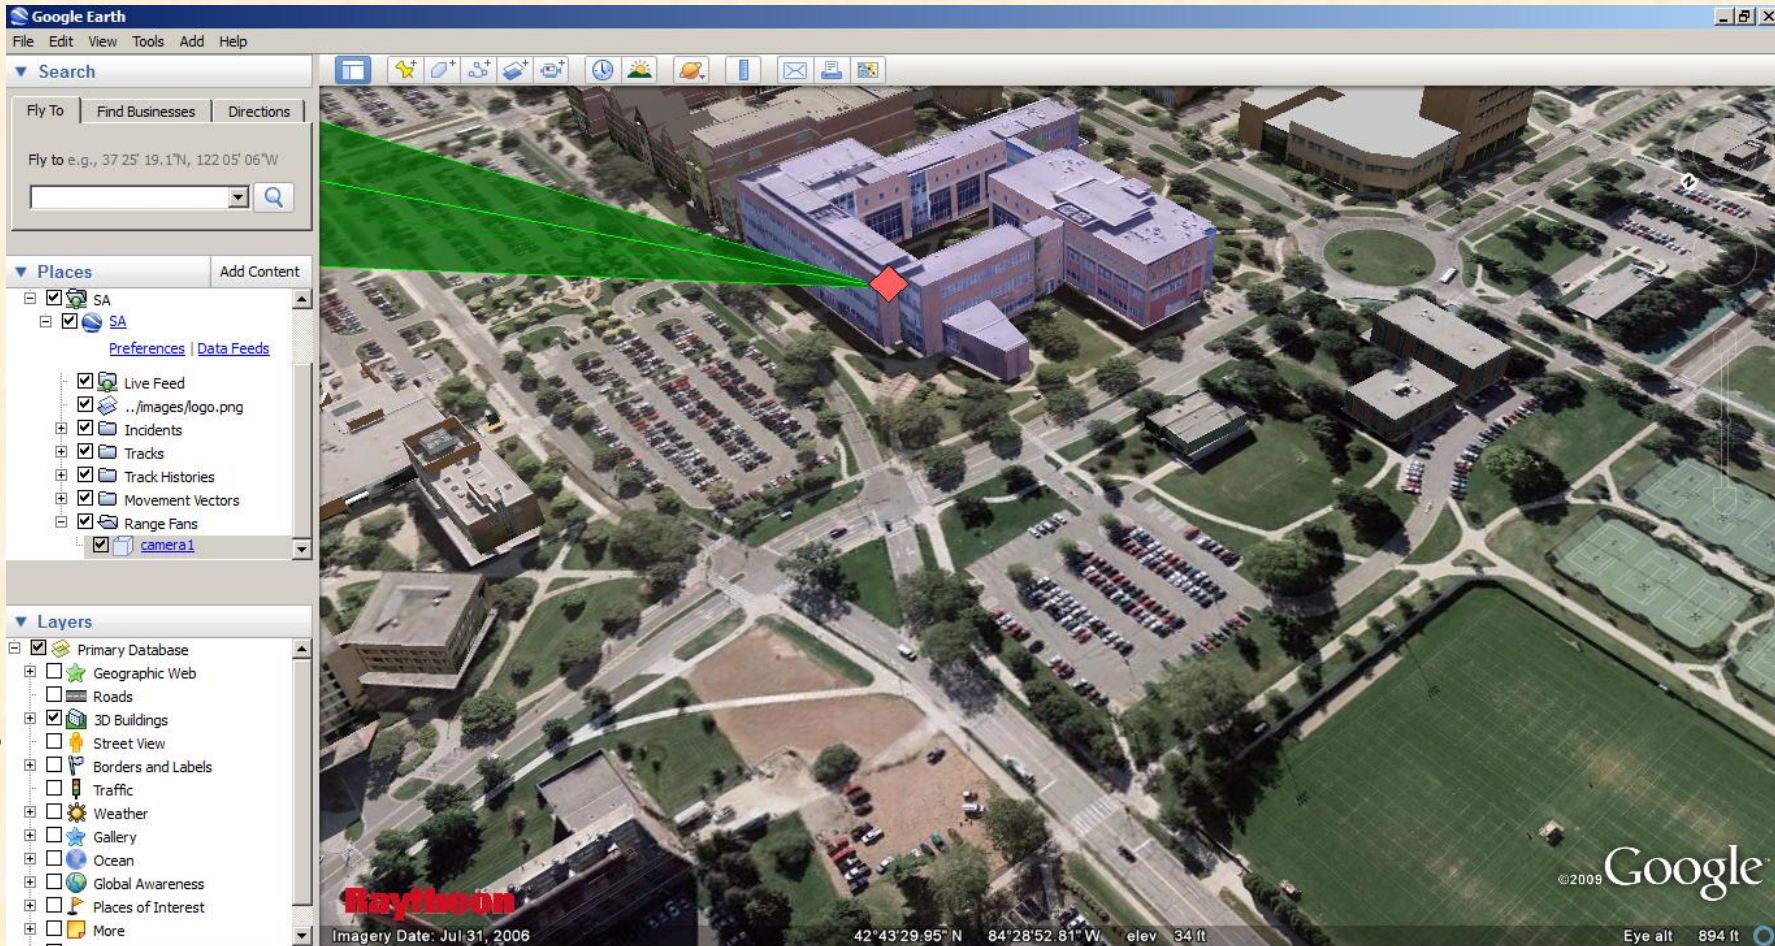 Google Earth
File Edit View Tools Add Help
Search
Fly To Find Businesses Directions
Fly to e.g., 37 25' 19.1"N, 122 05' 06"W
Places Add Content
SA
SA
Preferences | Data Feeds
Live Feed
../images/logo.png
Incidents
Tracks
Track Histories
Movement Vectors
Range Fans
camera1
Layers
Primary Database
Geographic Web
Roads
3D Buildings
Street View
Borders and Labels
Traffic
Weather
Gallery
Ocean
Global Awareness
Places of Interest
More
N
©2009 Google
Raytheon
Imagery Date: Jul 31, 2006 42°43'29.95" N 84°28'52.81" W elev 34 ft Eye alt 894 ft